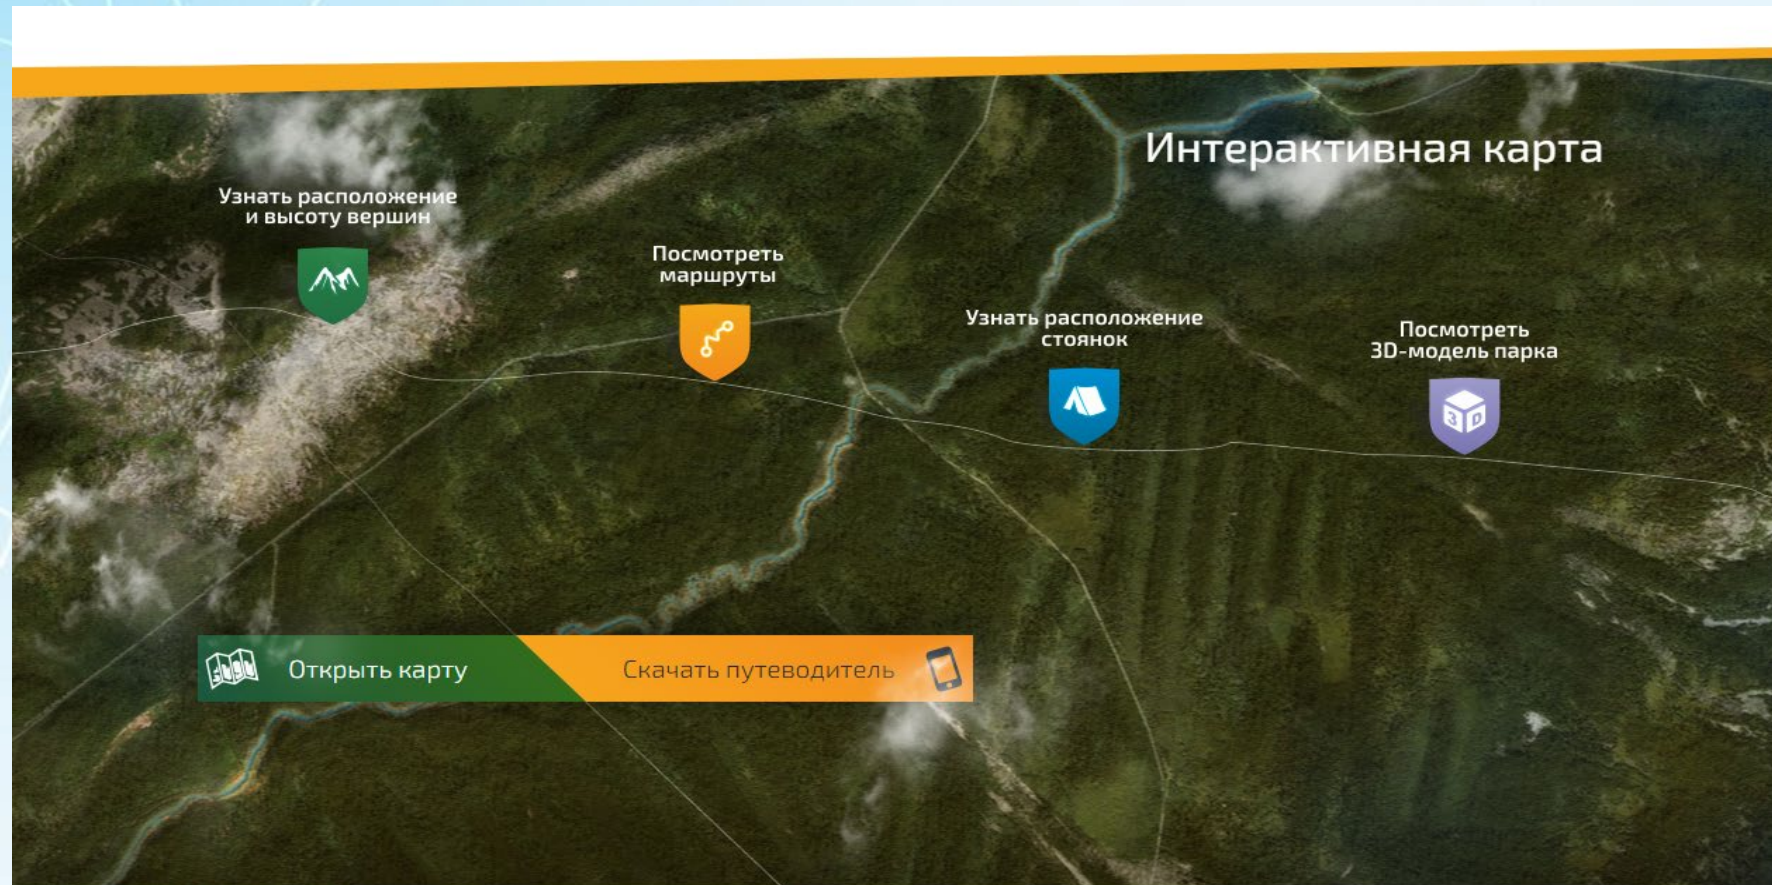 Интерактивная карта
Узнать расположение
и высоту вершин
Посмотреть
маршруты
Узнать расположение
стоянок
Посмотреть
3D-модель парка
3 D
Открыть карту
Скачать путеводитель